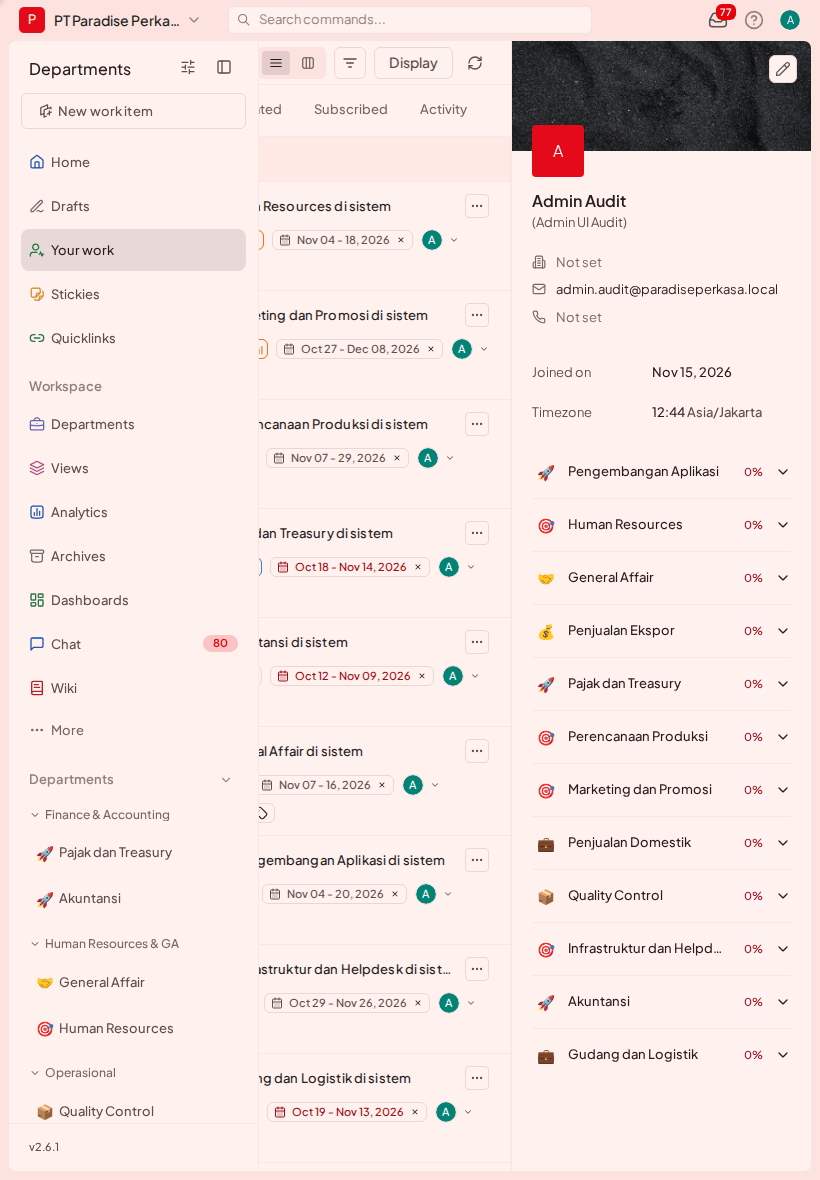 P
PT Paradise Perka...
Search commands...
77
A
Departments
New work item
Home
Drafts
Your work
Stickies
Quicklinks
Workspace
Departments
Views
Analytics
Archives
Dashboards
Chat
80
Wiki
More
Departments
Finance & Accounting
Pajak dan Treasury
Akuntansi
Human Resources & GA
General Affair
Human Resources
Operasional
Quality Control
v2.6.1
Display
Subscribed
Activity
Resources di sistem
Nov 04 - 18, 2026
A
eting dan Promosi di sistem
Oct 27 - Dec 08, 2026
A
ncanaan Produksi di sistem
Nov 07 - 29, 2026
A
dan Treasury di sistem
Oct 18 - Nov 14, 2026
A
tansi di sistem
Oct 12 - Nov 09, 2026
A
al Affair di sistem
Nov 07 - 16, 2026
A
gembangan Aplikasi di sistem
Nov 04 - 20, 2026
A
astruktur dan Helpdesk di sist...
Oct 29 - Nov 26, 2026
A
ng dan Logistik di sistem
Oct 19 - Nov 13, 2026
A
A
Admin Audit
(Admin UI Audit)
Not set
admin.audit@paradiseperkasa.local
Not set
Joined on
Nov 15, 2026
Timezone
12:44 Asia/Jakarta
Pengembangan Aplikasi 0%
Human Resources 0%
General Affair 0%
Penjualan Ekspor 0%
Pajak dan Treasury 0%
Perencanaan Produksi 0%
Marketing dan Promosi 0%
Penjualan Domestik 0%
Quality Control 0%
Infrastruktur dan Helpd... 0%
Akuntansi 0%
Gudang dan Logistik 0%